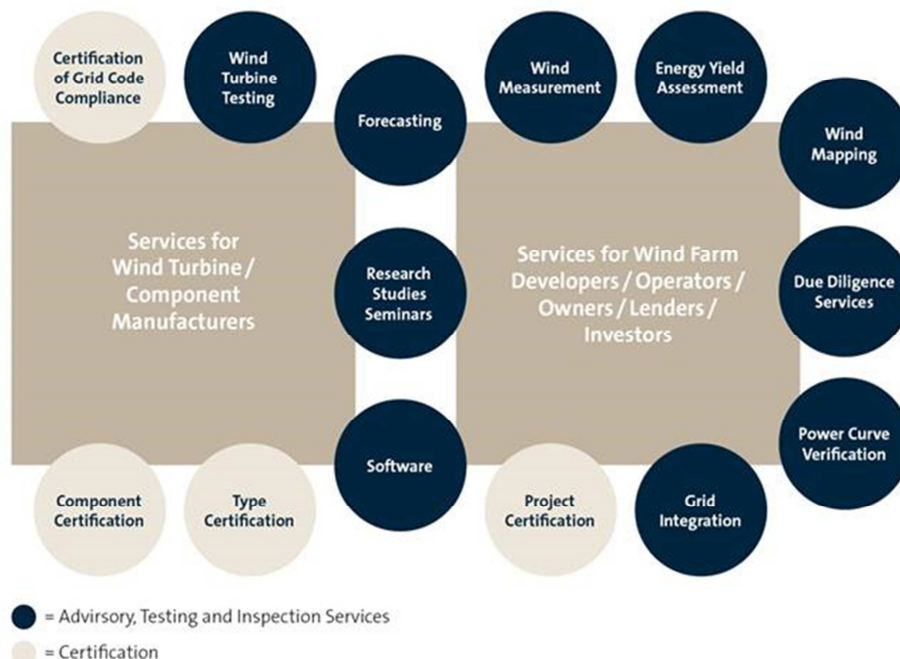 Certification
of Grid Code
Compliance
Wind
Turbine
Testing
Forecasting
Wind
Measurement
Energy Yield
Assessment
Wind
Mapping
Services for
Wind Turbine /
Component
Manufacturers
Research
Studies
Seminars
Services for Wind Farm
Developers / Operators /
Owners / Lenders /
Investors
Due Diligence
Services
Component
Certification
Type
Certification
Software
Project
Certification
Grid
Integration
Power Curve
Verification
= Advirsory, Testing and Inspection Services
= Certification